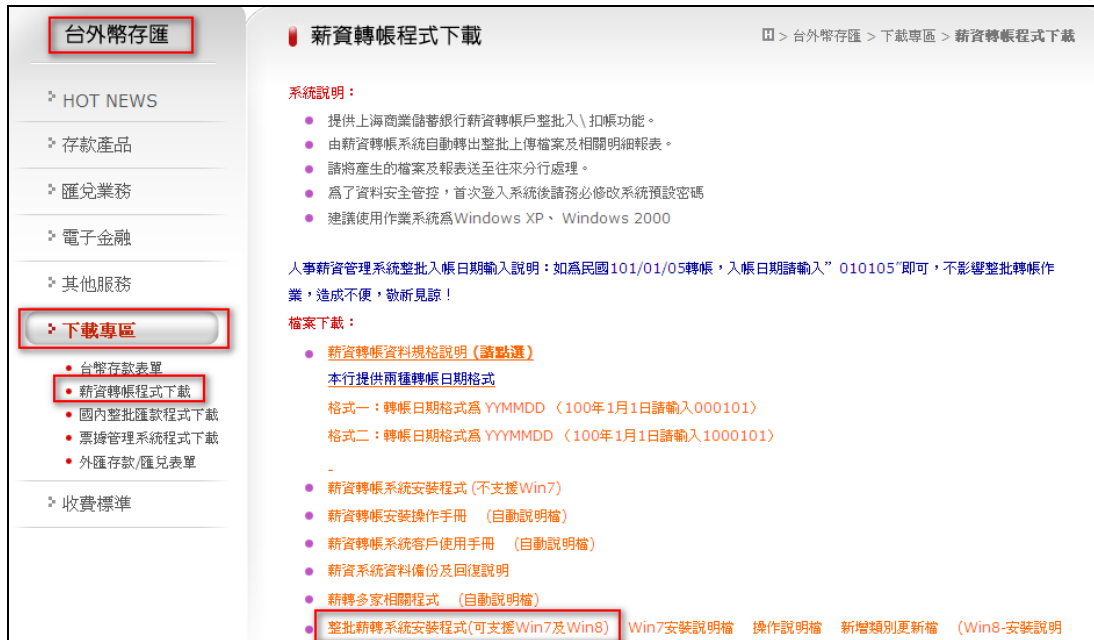 台外幣存匯
HOT NEWS
存款產品
匯兌業務
電子金融
其他服務
下載專區
台幣存款表單
薪資轉帳程式下載
國內整批匯款程式下載
票據管理系統程式下載
外匯存款/匯兌表單
收費標準
薪資轉帳程式下載
> 台外幣存匯 > 下載專區 > 薪資轉帳程式下載
系統說明：
提供上海商業儲蓄銀行薪資轉帳戶整批入\扣帳功能。
由薪資轉帳系統自動轉出整批上傳檔案及相關明細報表。
請將產生的檔案及報表送至往來分行處理。
為了資料安全管控，首次登入系統後請務必修改系統預設密碼
建議使用作業系統為Windows XP、 Windows 2000
人事薪資管理系統整批入帳日期輸入說明：如為民國101/01/05轉帳，入帳日期請輸入” 010105″即可，不影響整批轉帳作
業，造成不便，敬祈見諒！
檔案下載：
薪資轉帳資料規格說明 (請點選)
本行提供兩種轉帳日期格式
格式一：轉帳日期格式為 YYMMDD （100年1月1日請輸入000101）
格式二：轉帳日期格式為 YYYMMDD （100年1月1日請輸入1000101）
-
薪資轉帳系統安裝程式 (不支援Win7)
薪資轉帳安裝操作手冊 (自動說明檔)
薪資轉帳系統客戶使用手冊 (自動說明檔)
薪資系統資料備份及回復說明
薪轉多家相關程式 (自動說明檔)
整批薪轉系統安裝程式(可支援Win7及Win8) Win7安裝說明檔 操作說明檔 新增類別更新檔 (Win8-安裝說明